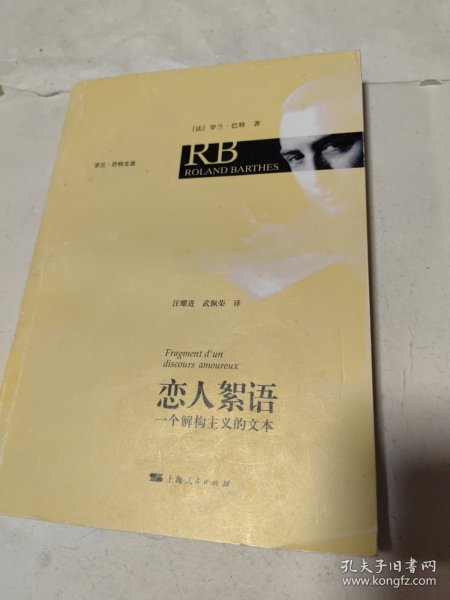 [法] 罗兰·巴特 著
RB
ROLAND BARTHES
罗兰·巴特文选
汪耀进 武佩荣 译
Fragment d'un
discours amoureux
恋人絮语
一个解构主义的文本
上海人民出版社
孔夫子旧书网
www.kongfz.com